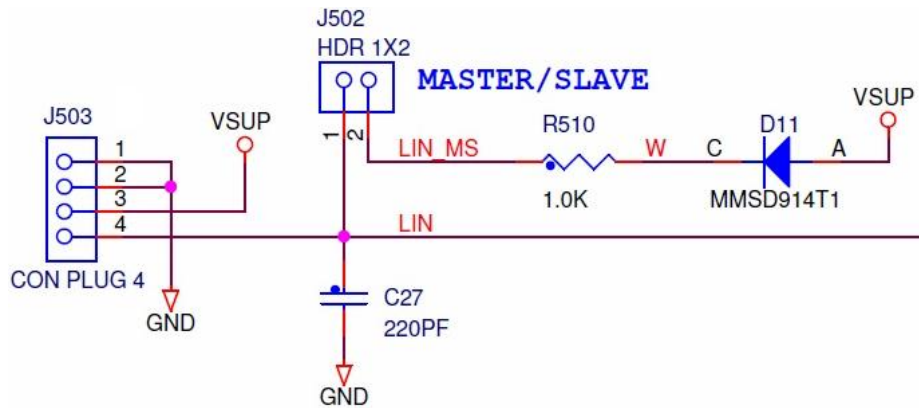 J502
HDR 1X2
MASTER/SLAVE
J503
VSUP
VSUP
1
2
3
4
1
2
LIN_MS
R510
1.0K
W
C
D11
A
MMSD914T1
LIN
CON PLUG 4
GND
C27
220PF
GND